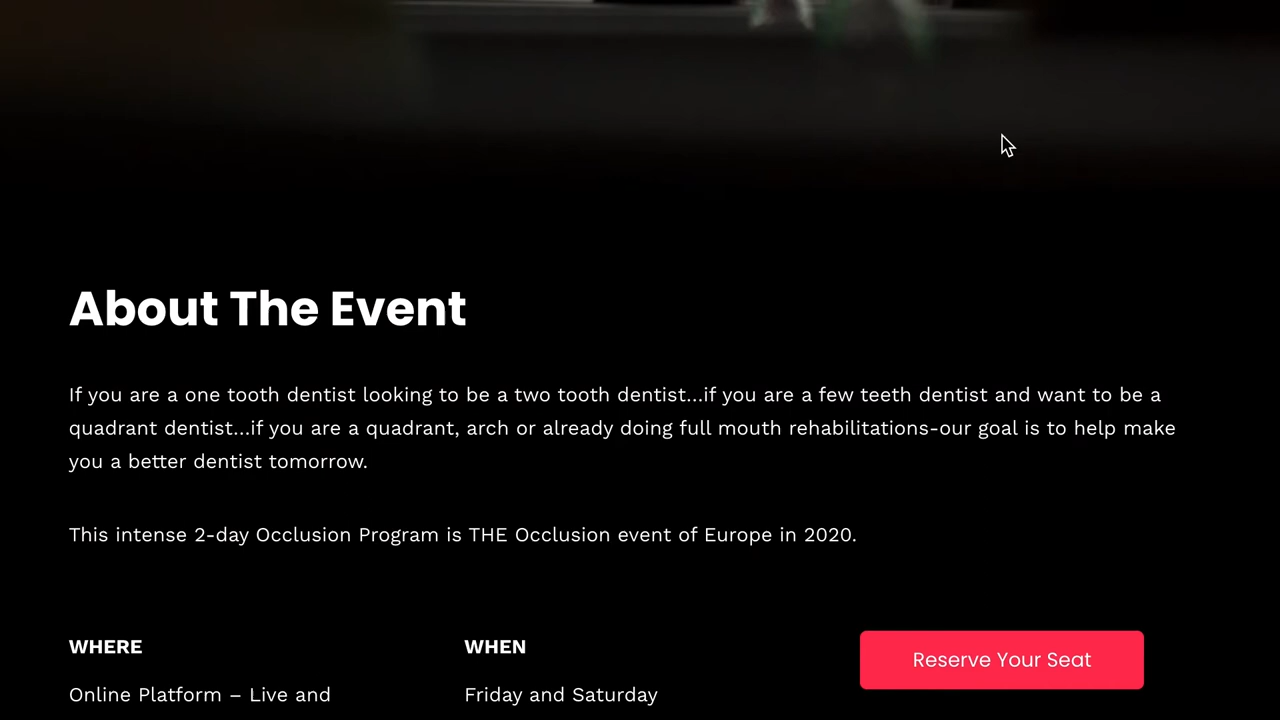 About The Event
If you are a one tooth dentist looking to be a two tooth dentist...if you are a few teeth dentist and want to be a
quadrant dentist...if you are a quadrant, arch or already doing full mouth rehabilitations-our goal is to help make
you a better dentist tomorrow.
This intense 2-day Occlusion Program is THE Occlusion event of Europe in 2020.
WHERE
Online Platform – Live and
WHEN
Friday and Saturday
Reserve Your Seat